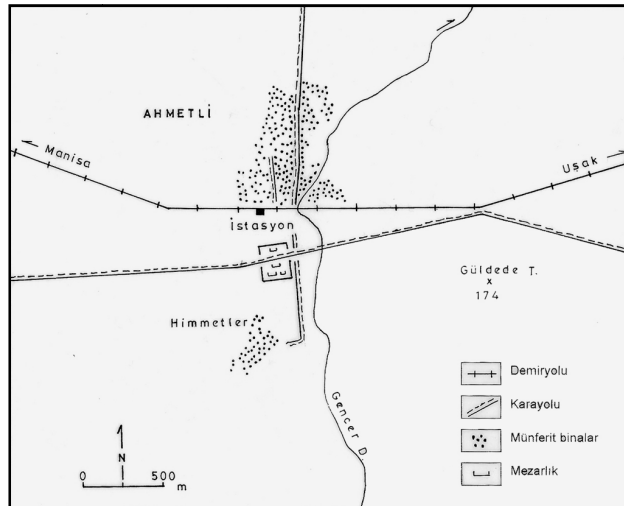 AHMETLİ
Manisa
Uşak
İstasyon
Güldede T.
x
174
Himmetler
Gencer D.
Demiryolu
Karayolu
Münferit binalar
Mezarlık
N
0 500
m